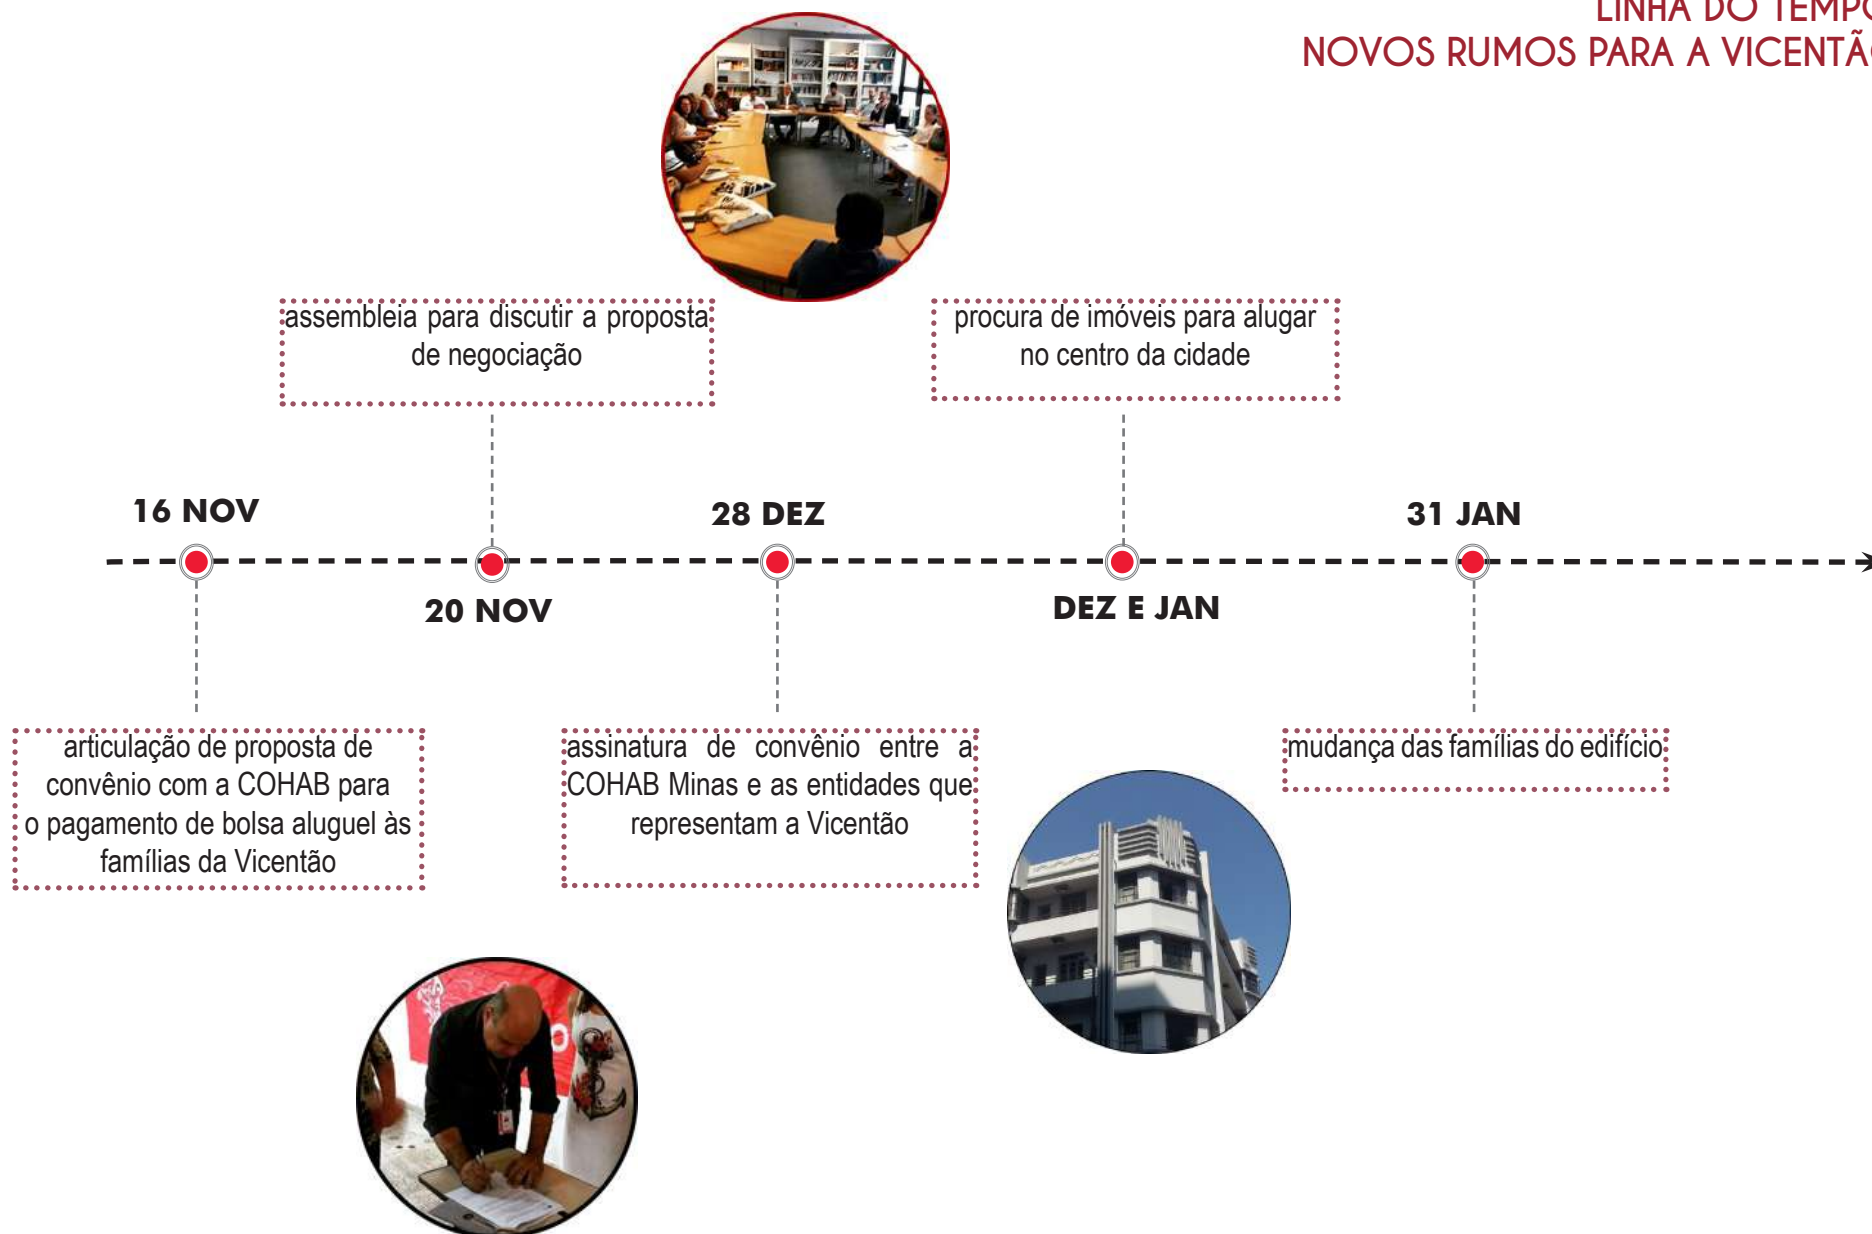 LINHA DO TEMPO
NOVOS RUMOS PARA A VICENTÃO
assembleia para discutir a proposta
de negociação
procura de imóveis para alugar
no centro da cidade
16 NOV
28 DEZ
31 JAN
20 NOV
DEZ E JAN
articulação de proposta de
convênio com a COHAB para
o pagamento de bolsa aluguel às
famílias da Vicentão
assinatura de convênio entre a
COHAB Minas e as entidades que
representam a Vicentão
mudança das famílias do edifício